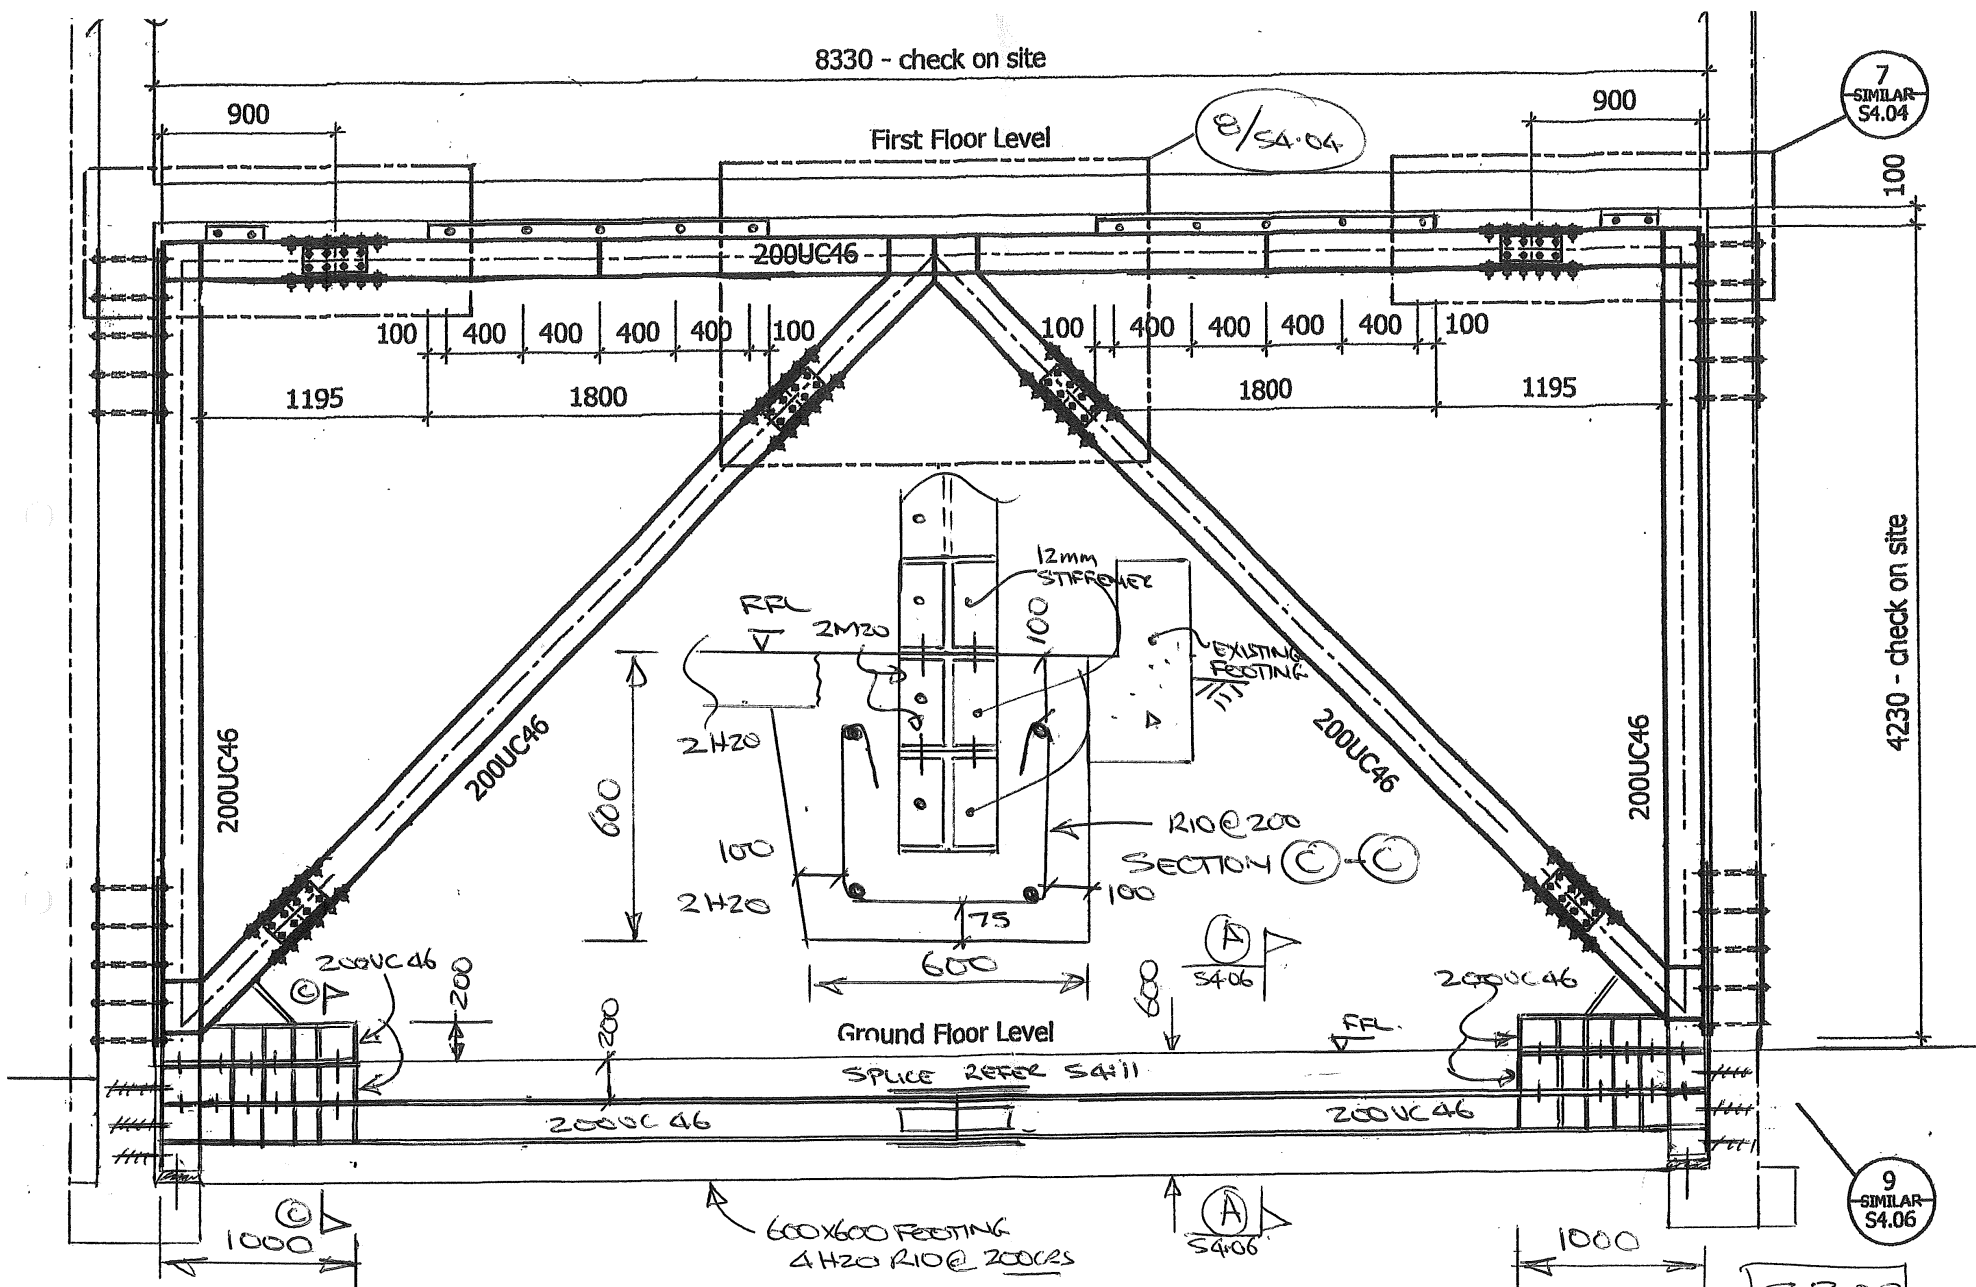 8330 - check on site
900
900
7
SIMILAR
S4.04
First Floor Level
8/S4.04
100
200UC46
100
400
400
400
400
100
100
400
400
400
400
100
1195
1800
1800
1195
12mm
STIFFENER
FFL
2M20
100
EXISTING
FOOTING
4230 - check on site
2H20
200UC46
200UC46
200UC46
200UC46
600
R10@200
100
SECTION C-C
2H20
100
75
600
A
S4.06
200UC46
200
C
600
200UC46
200
Ground Floor Level
FFL.
SPLICE REFER S4.11
200UC46
200UC46
C
1000
600X600 FOOTING
4H20 R10@ 200CRS
A
S4.06
1000
9
SIMILAR
S4.06